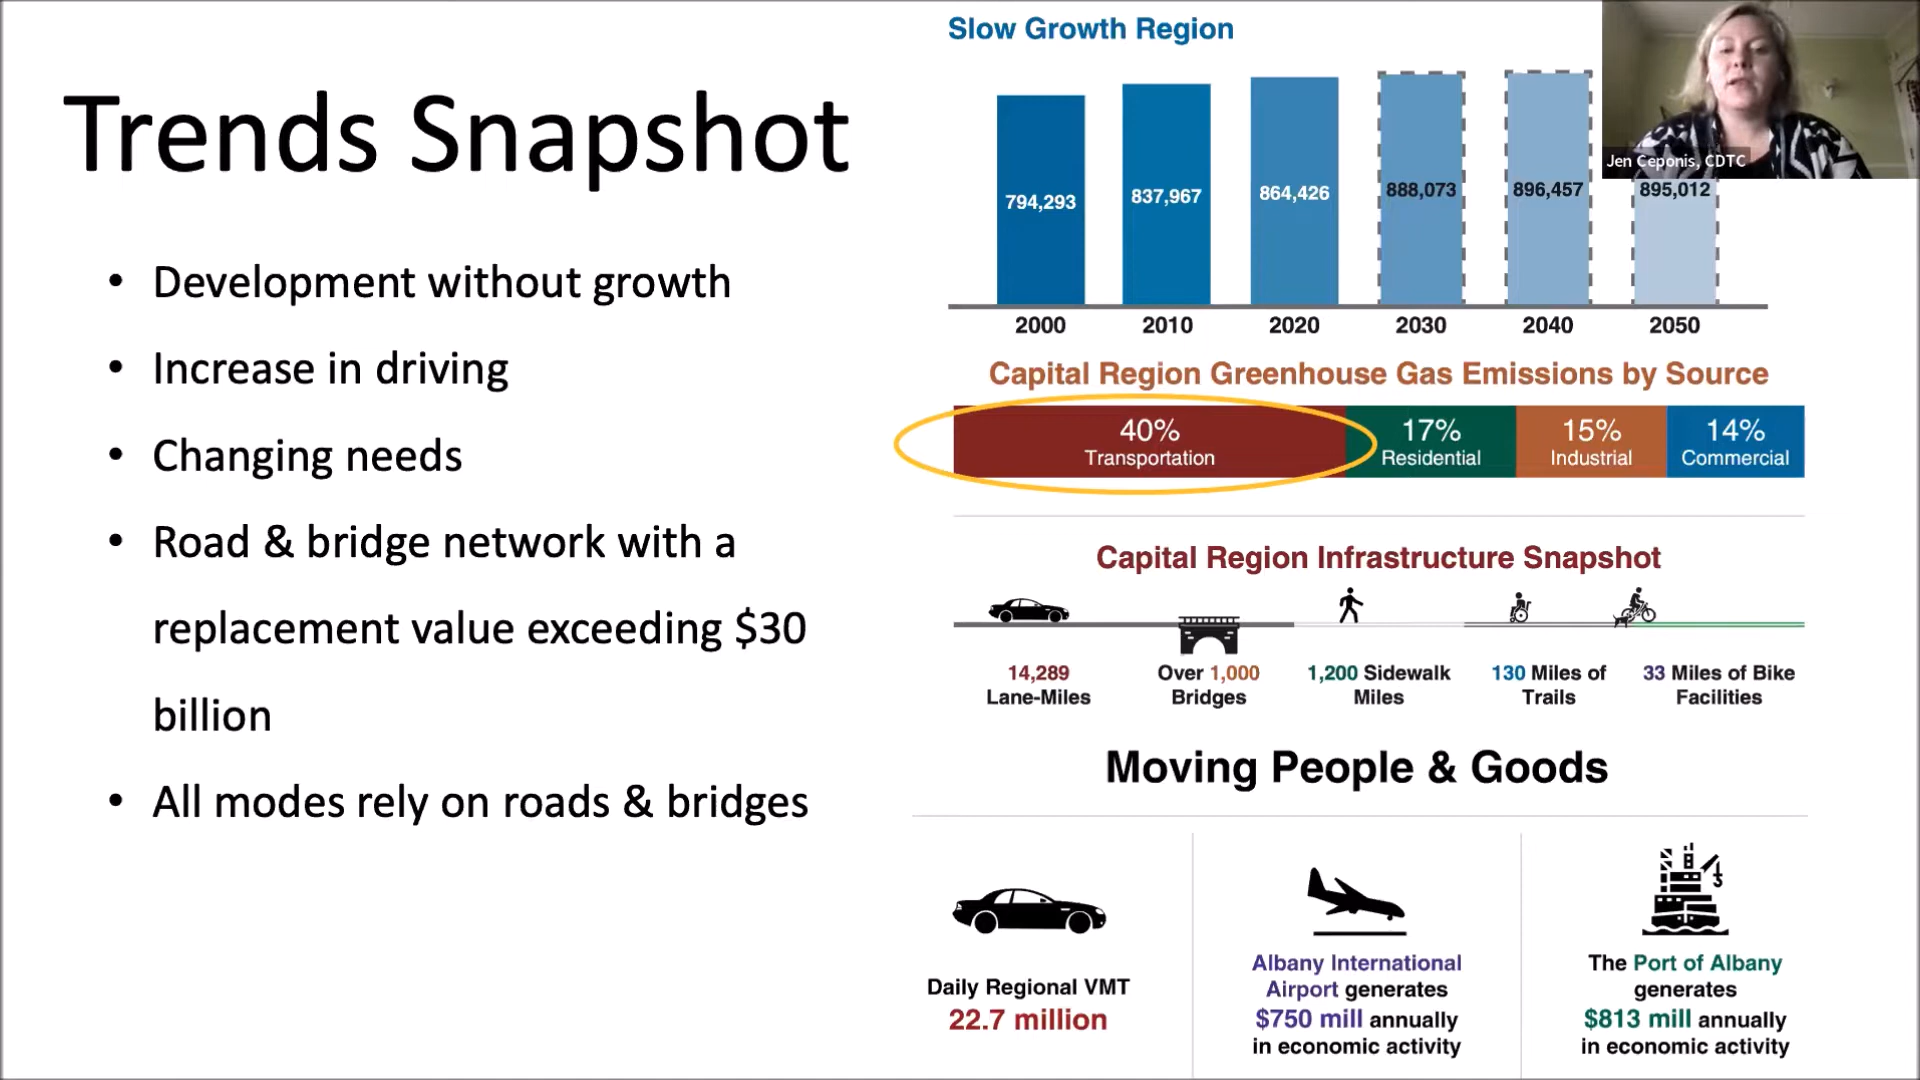 Trends Snapshot
• Development without growth
• Increase in driving
• Changing needs
• Road & bridge network with a
replacement value exceeding $30
billion
• All modes rely on roads & bridges
Slow Growth Region
794,293 837,967 864,426 888,073 896,457 895,012
2000 2010 2020 2030 2040 2050
Jen Ceponis, CDTC
Capital Region Greenhouse Gas Emissions by Source
40% 17% 15% 14%
Transportation Residential Industrial Commercial
Capital Region Infrastructure Snapshot
14,289 Over 1,000 1,200 Sidewalk 130 Miles of 33 Miles of Bike
Lane-Miles Bridges Miles Trails Facilities
Moving People & Goods
Daily Regional VMT
22.7 million
Albany International
Airport generates
$750 mill annually
in economic activity
The Port of Albany
generates
$813 mill annually
in economic activity